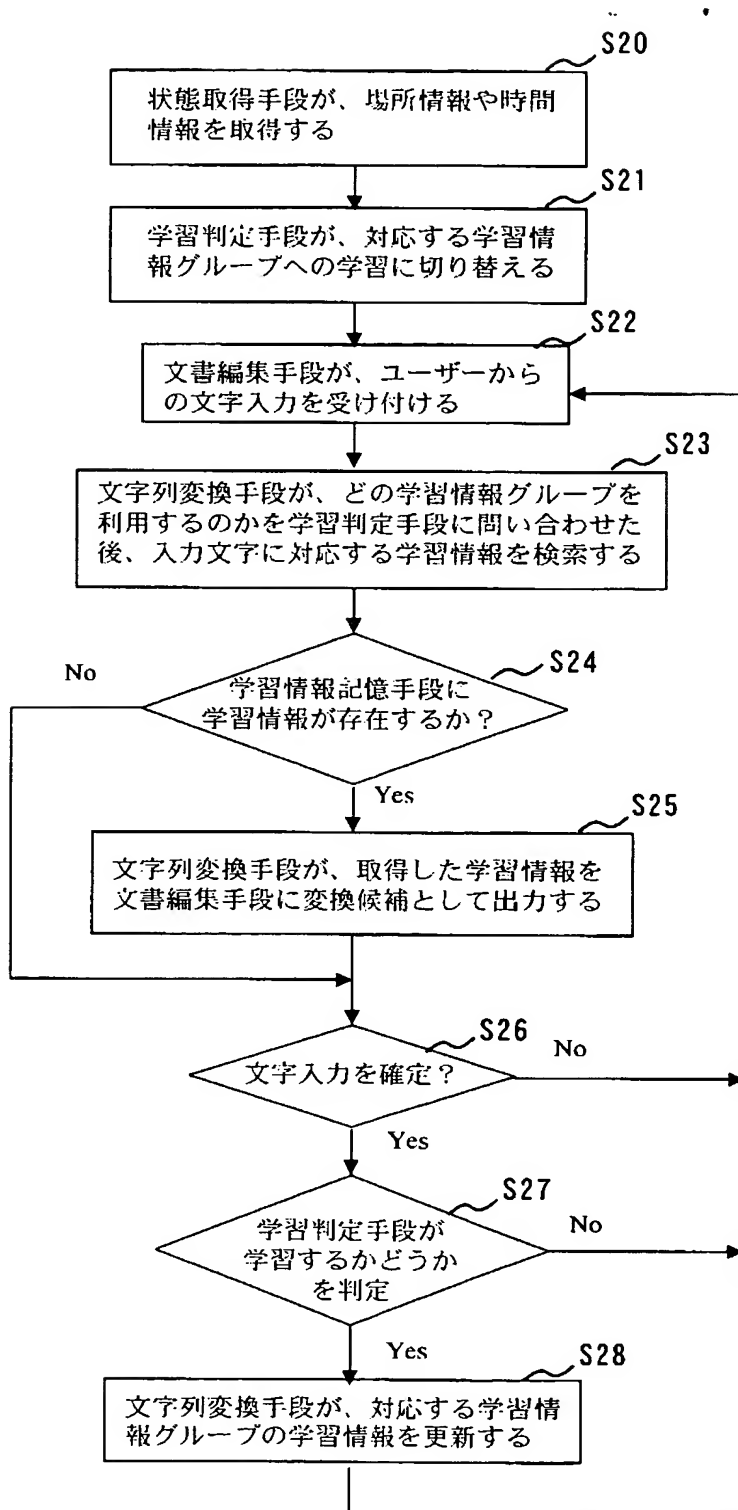 S20
状態取得手段が、場所情報や時間
情報を取得する
S21
学習判定手段が、対応する学習情
報グループへの学習に切り替える
S22
文書編集手段が、ユーザーから
の文字入力を受け付ける
S23
文字列変換手段が、どの学習情報グループを
利用するのかを学習判定手段に問い合わせた
後、入力文字に対応する学習情報を検索する
S24
No
学習情報記憶手段に
学習情報が存在するか？
Yes
S25
文字列変換手段が、取得した学習情報を
文書編集手段に変換候補として出力する
S26
No
文字入力を確定？
Yes
S27
No
学習判定手段が
学習するかどうか
を判定
Yes
S28
文字列変換手段が、対応する学習情
報グループの学習情報を更新する